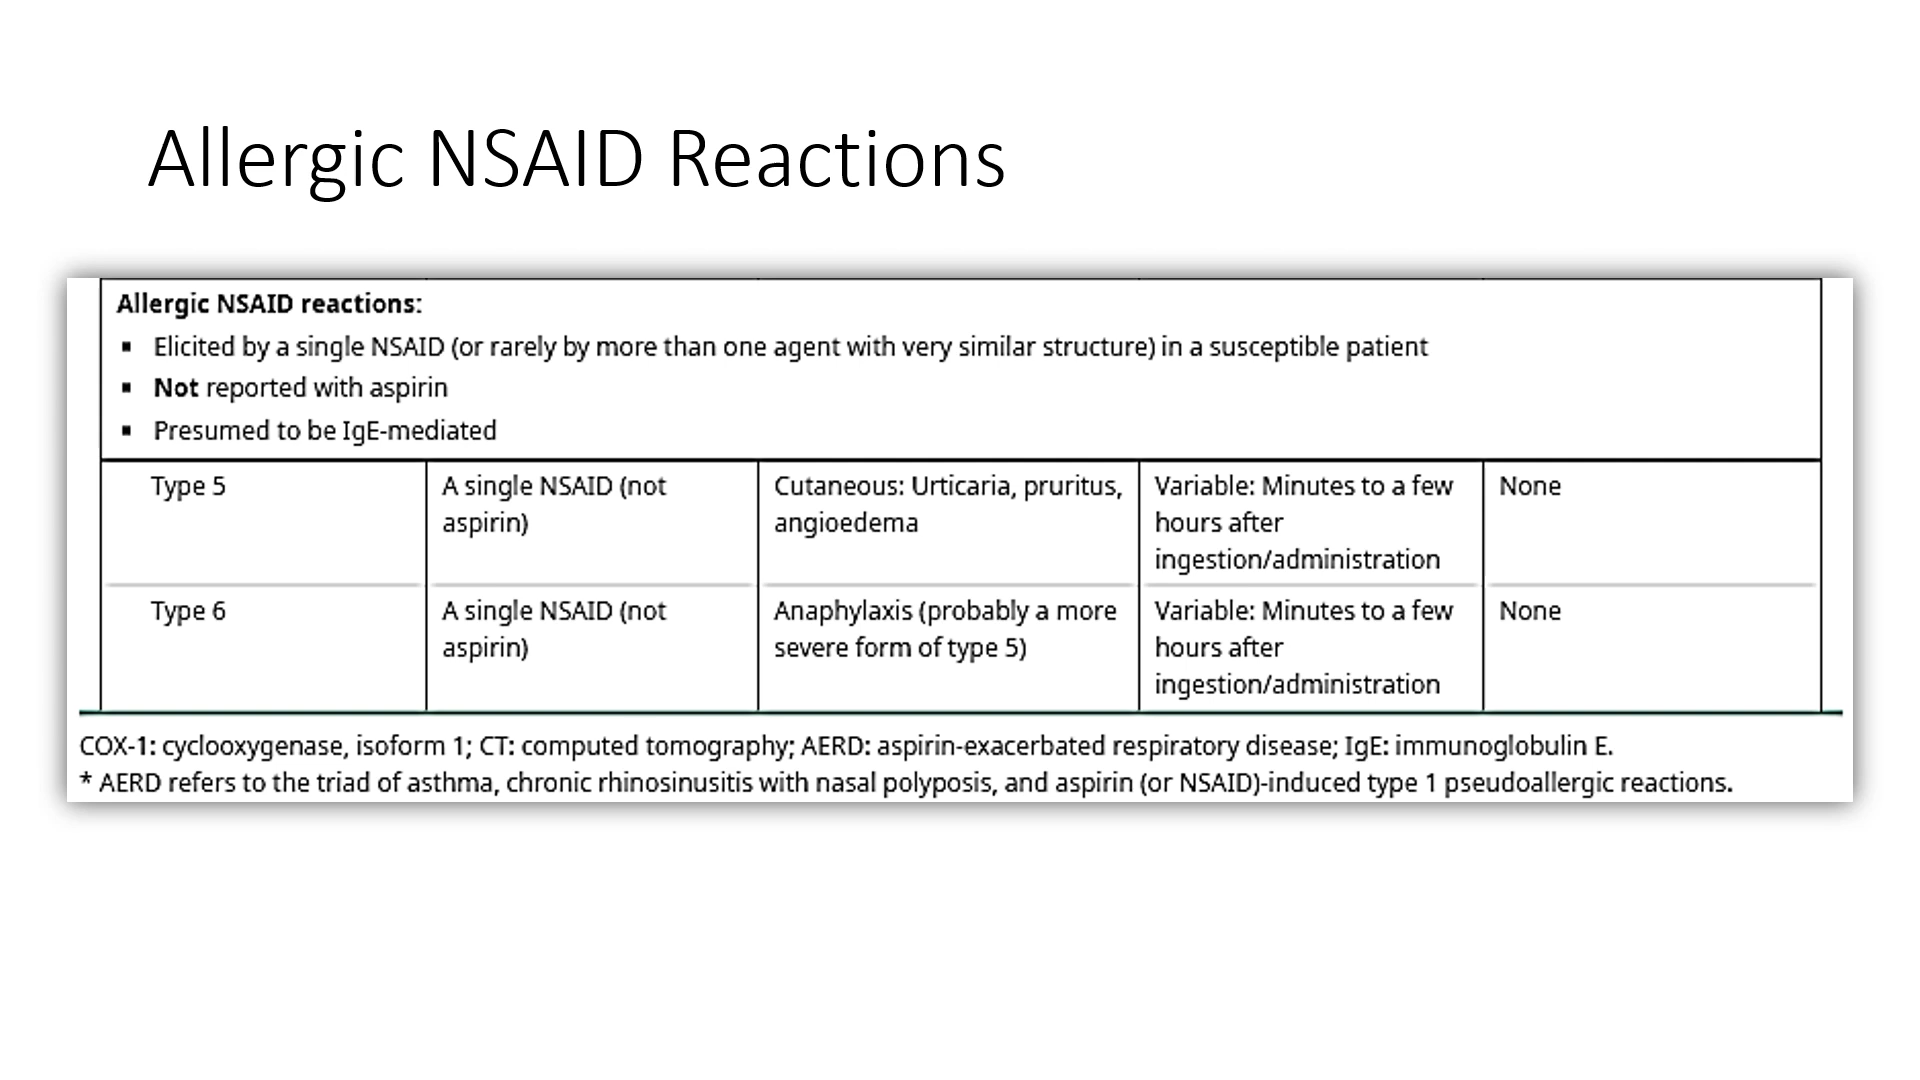 Allergic NSAID Reactions
Allergic NSAID reactions:
▪ Elicited by a single NSAID (or rarely by more than one agent with very similar structure) in a susceptible patient
▪ Not reported with aspirin
▪ Presumed to be IgE-mediated
Type 5
A single NSAID (not
aspirin)
Cutaneous: Urticaria, pruritus,
angioedema
Variable: Minutes to a few
hours after
ingestion/administration
None
Type 6
A single NSAID (not
aspirin)
Anaphylaxis (probably a more
severe form of type 5)
Variable: Minutes to a few
hours after
ingestion/administration
None
COX-1: cyclooxygenase, isoform 1; CT: computed tomography; AERD: aspirin-exacerbated respiratory disease; IgE: immunoglobulin E.
* AERD refers to the triad of asthma, chronic rhinosinusitis with nasal polyposis, and aspirin (or NSAID)-induced type 1 pseudoallergic reactions.